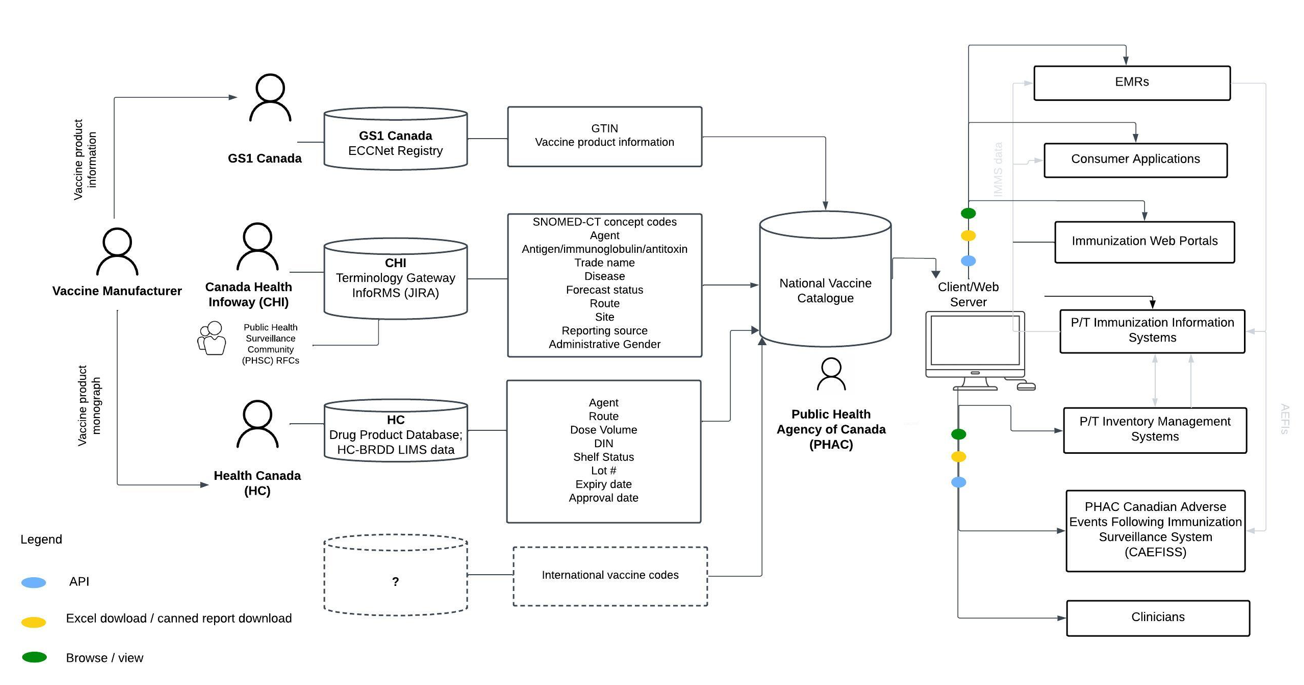 Vaccine product
information
GS1 Canada
GS1 Canada
ECCNet Registry
GTIN
Vaccine product information
Vaccine Manufacturer
Canada Health
Infoway (CHI)
Public Health
Surveillance
Community
(PHSC) RFCs
CHI
Terminology Gateway
InfoRMS (JIRA)
SNOMED-CT concept codes
Agent
Antigen/immunoglobulin/antitoxin
Trade name
Disease
Forecast status
Route
Site
Reporting source
Administrative Gender
Vaccine product
monograph
Health Canada
(HC)
HC
Drug Product Database;
HC-BRDD LIMS data
Agent
Route
Dose Volume
DIN
Shelf Status
Lot #
Expiry date
Approval date
?
International vaccine codes
National Vaccine
Catalogue
Public Health
Agency of Canada
(PHAC)
Client/Web
Server
IMMS data
EMRs
Consumer Applications
Immunization Web Portals
P/T Immunization Information
Systems
P/T Inventory Management
Systems
PHAC Canadian Adverse
Events Following Immunization
Surveillance System
(CAEFISS)
Clinicians
AEFIs
Legend
API
Excel dowload / canned report download
Browse / view